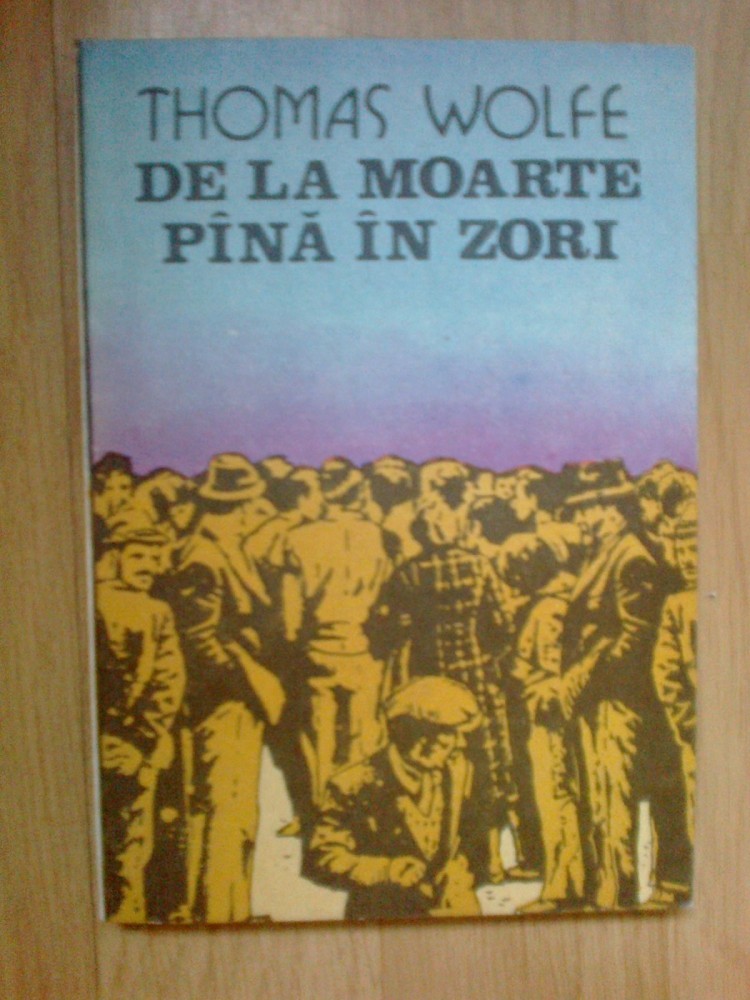 THOMAS WOLFE
DE LA MOARTE
PÎNĂ ÎN ZORI